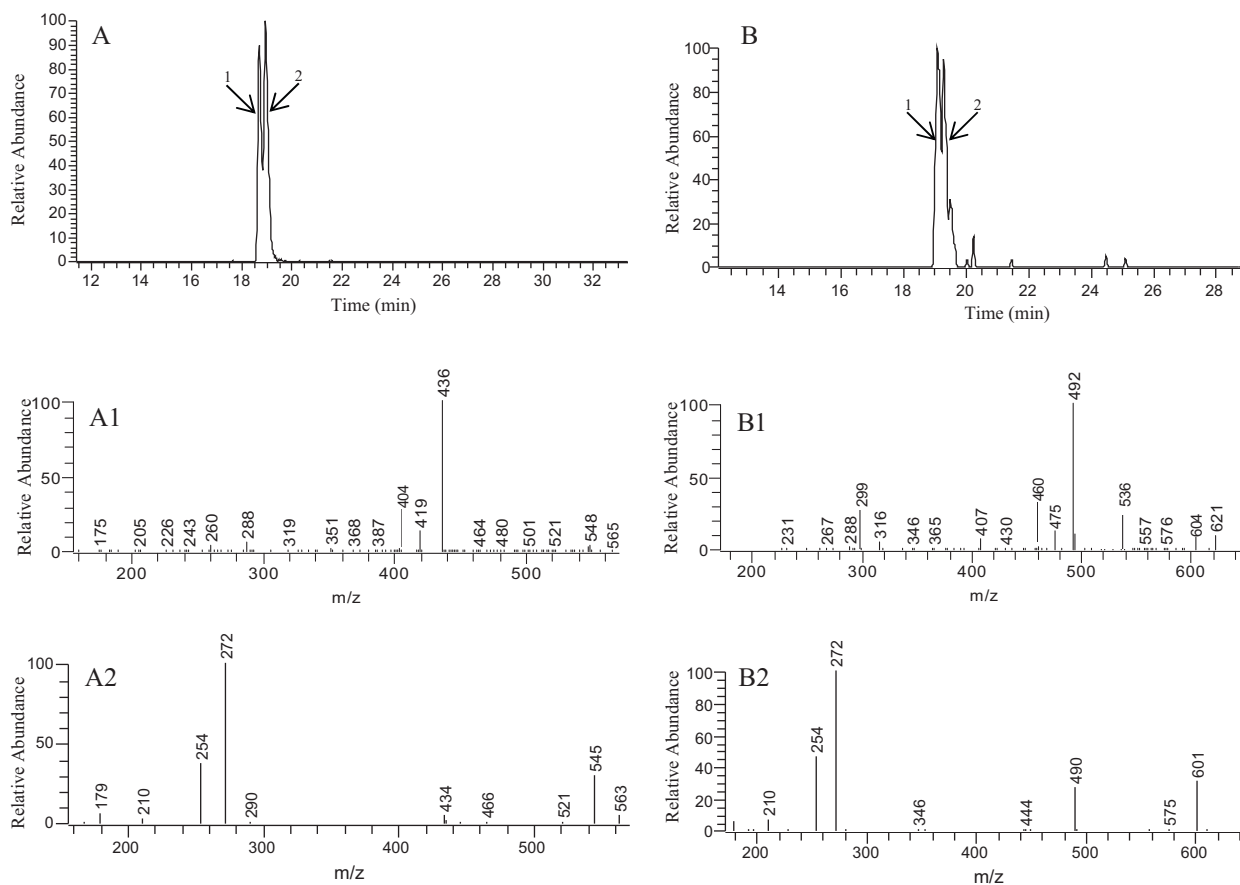 A
Relative Abundance
100
90
80
70
60
50
40
30
20
10
0
1
2
12 14 16 18 20 22 24 26 28 30 32
Time (min)
B
Relative Abundance
100
80
60
40
20
0
1
2
14 16 18 20 22 24 26 28
Time (min)
A1
Relative Abundance
100
50
0
175 205 226 243 260 288 319 351 368 387 404 419 436 464 480 501 521 548 565
200 300 400 500
m/z
B1
Relative Abundance
100
50
0
231 267 288 299 316 346 365 407 430 460 475 492 536 557 576 604 621
200 300 400 500 600
m/z
A2
Relative Abundance
100
50
0
179 210 254 272 290 434 466 521 545 563
200 300 400 500
m/z
B2
Relative Abundance
100
80
60
40
20
0
210 254 272 346 444 490 575 601
200 300 400 500 600
m/z